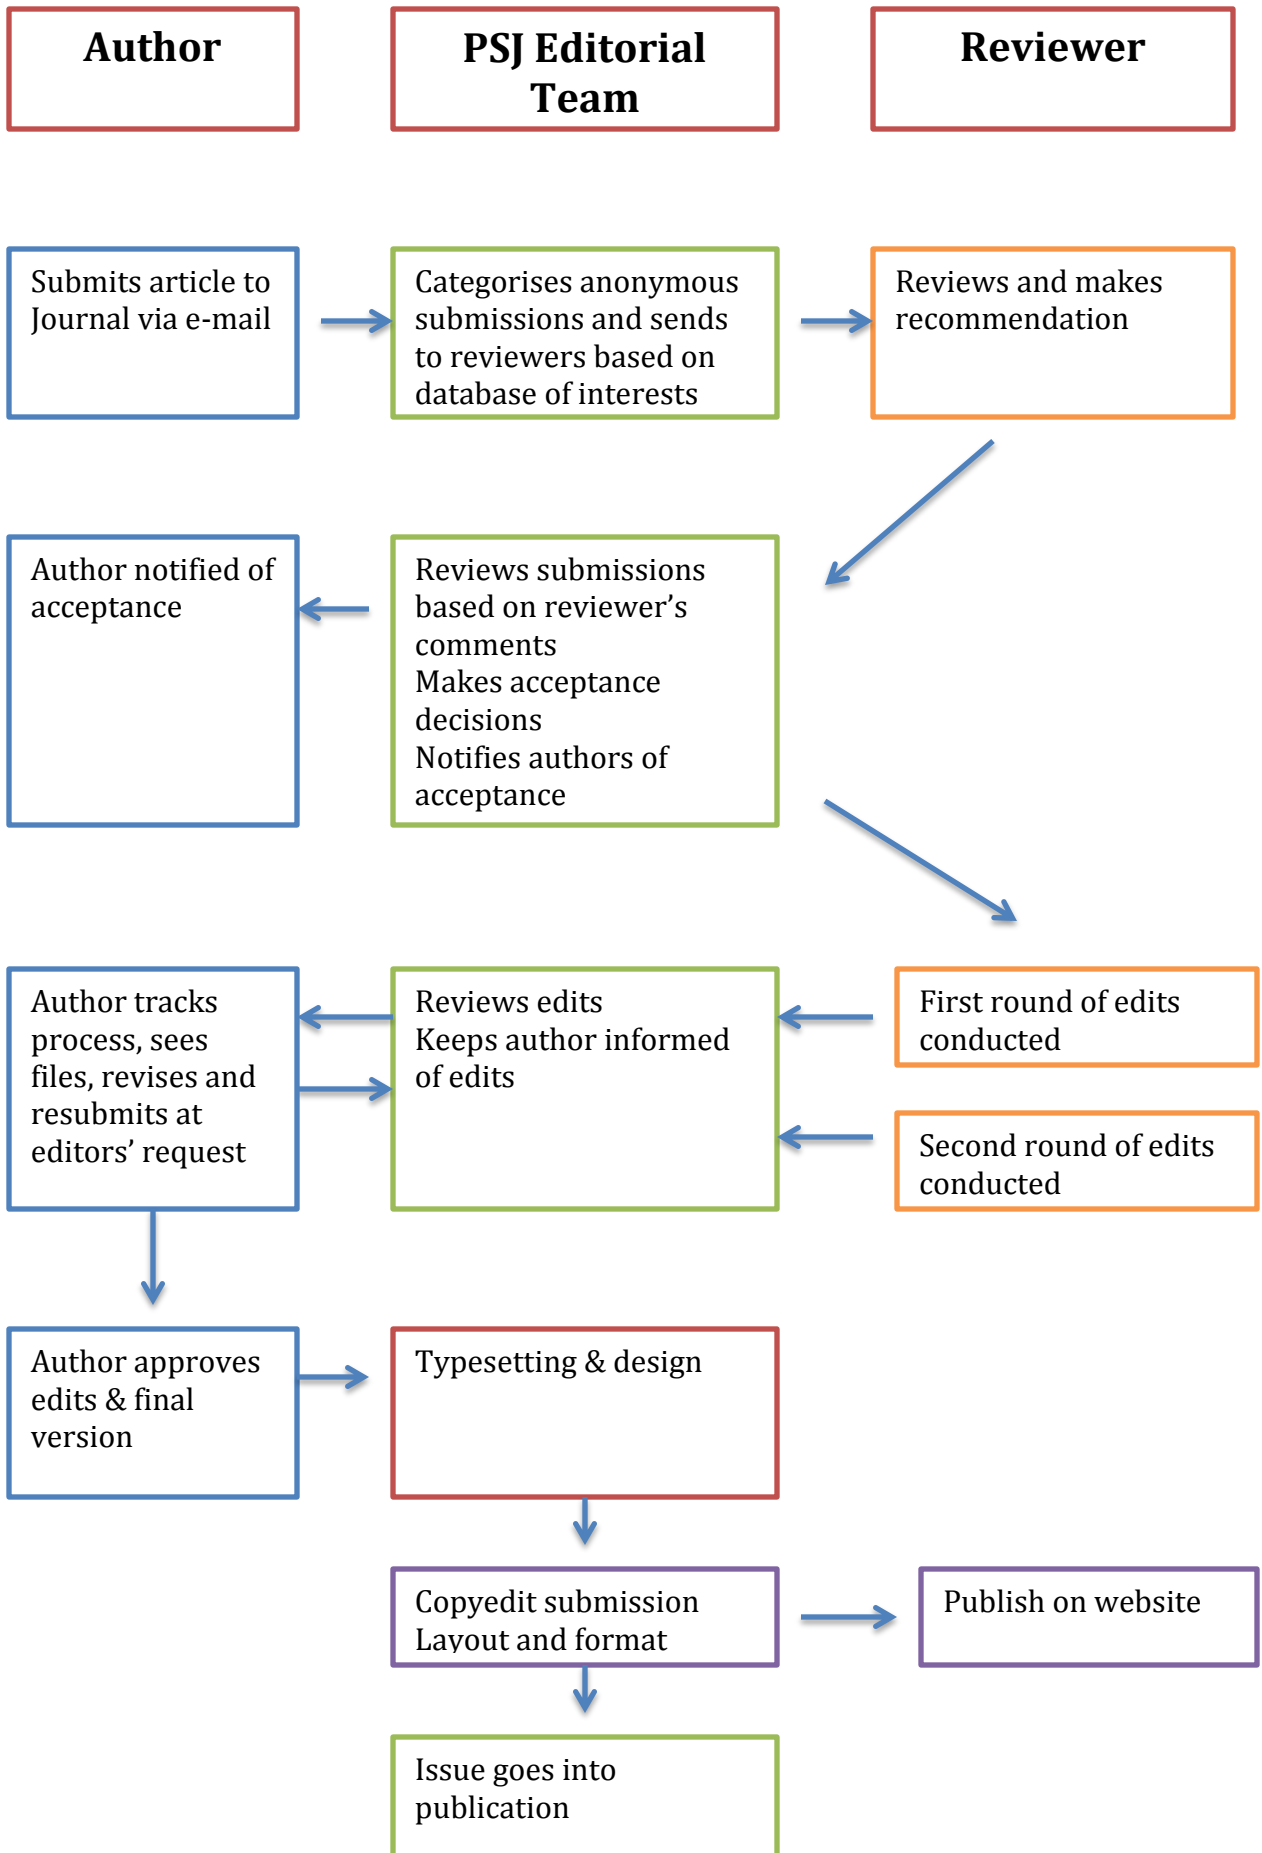 Author
PSJ Editorial
Team
Reviewer
Submits article to
Journal via e-mail
Categorises anonymous
submissions and sends
to reviewers based on
database of interests
Reviews and makes
recommendation
Author notified of
acceptance
Reviews submissions
based on reviewer’s
comments
Makes acceptance
decisions
Notifies authors of
acceptance
Author tracks
process, sees
files, revises and
resubmits at
editors’ request
Reviews edits
Keeps author informed
of edits
First round of edits
conducted
Second round of edits
conducted
Author approves
edits & final
version
Typesetting & design
Copyedit submission
Layout and format
Publish on website
Issue goes into
publication